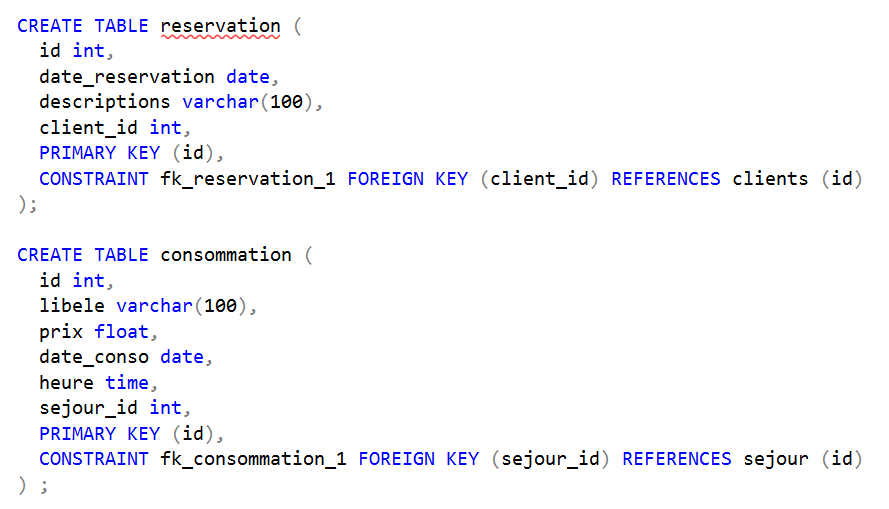 CREATE TABLE reservation (
id int,
date_reservation date,
descriptions varchar(100),
client_id int,
PRIMARY KEY (id),
CONSTRAINT fk_reservation_1 FOREIGN KEY (client_id) REFERENCES clients (id)
);
CREATE TABLE consommation (
id int,
libele varchar(100),
prix float,
date_conso date,
heure time,
sejour_id int,
PRIMARY KEY (id),
CONSTRAINT fk_consommation_1 FOREIGN KEY (sejour_id) REFERENCES sejour (id)
) ;